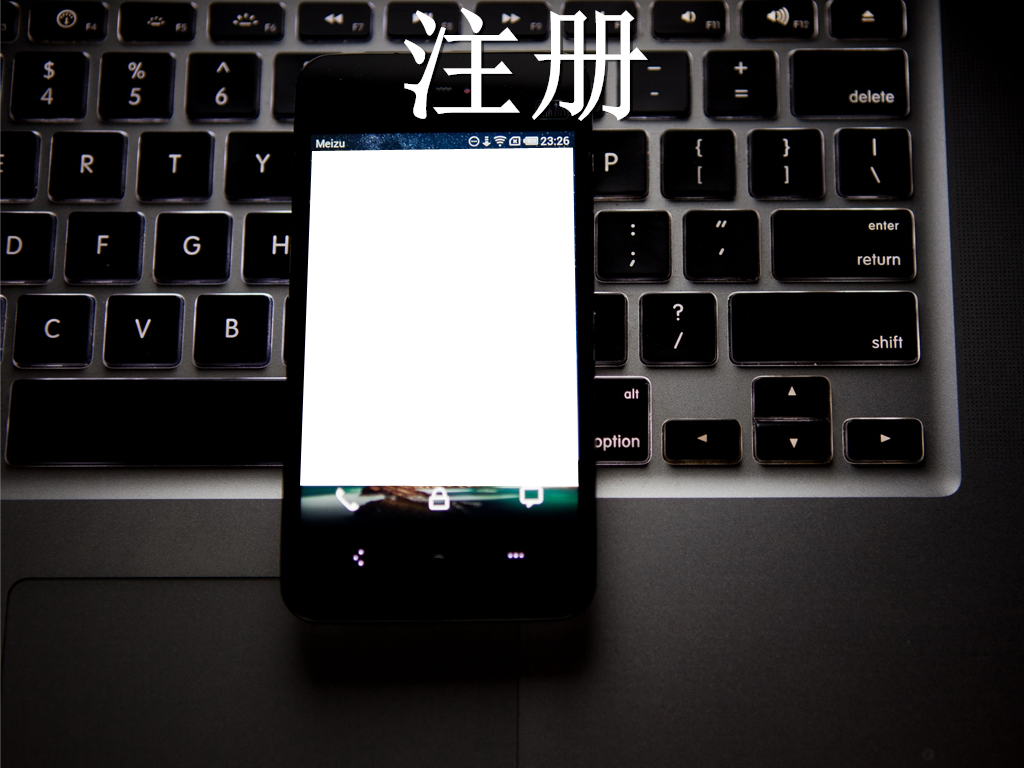 注册
F4 F5 F6 F7 F8 F9 F11 F12
$ % ^ - +
4 5 6 - = delete
Meizu 23:26
R T Y P { [ } ] | \
D F G H : ; " ' enter return
C V B ? / shift
alt option